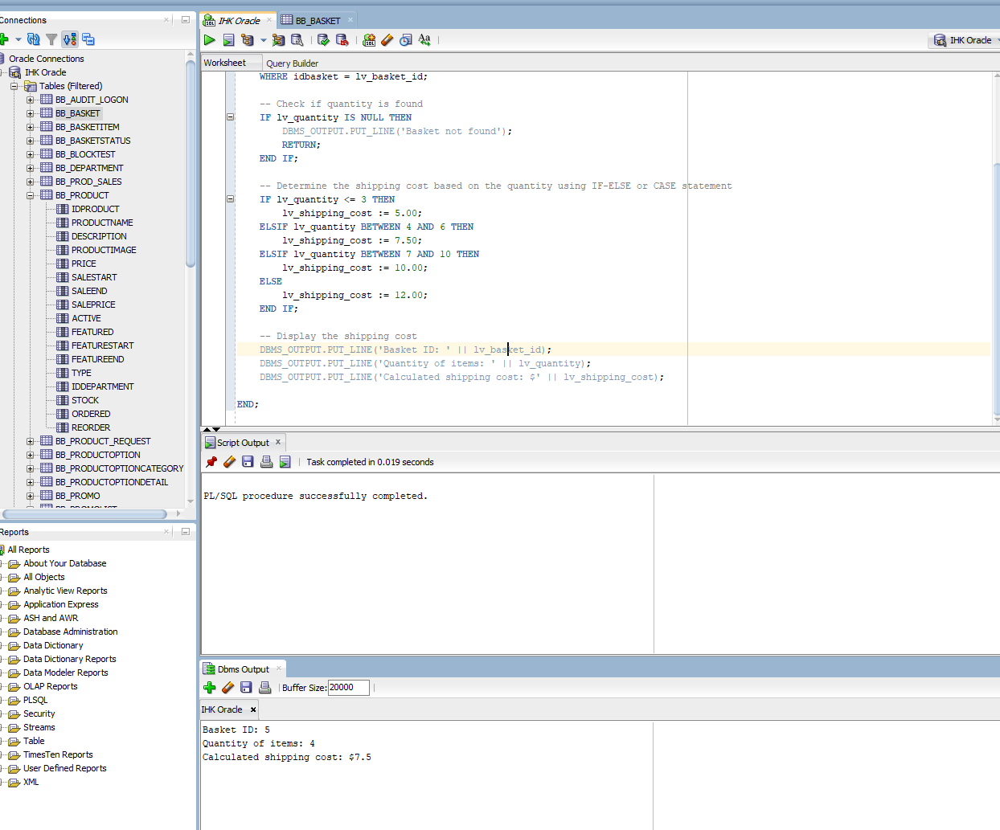 Connections
Oracle Connections
IHK Oracle
Tables (Filtered)
BB_AUDIT_LOGON
BB_BASKET
BB_BASKETITEM
BB_BASKETSTATUS
BB_BLOCKTEST
BB_DEPARTMENT
BB_PROD_SALES
BB_PRODUCT
IDPRODUCT
PRODUCTNAME
DESCRIPTION
PRODUCTIMAGE
PRICE
SALESTART
SALEEND
SALEPRICE
ACTIVE
FEATURED
FEATURESTART
FEATUREEND
TYPE
IDDEPARTMENT
STOCK
ORDERED
REORDER
BB_PRODUCT_REQUEST
BB_PRODUCTOPTION
BB_PRODUCTOPTIONCATEGORY
BB_PRODUCTOPTIONDETAIL
BB_PROMO
Reports
All Reports
About Your Database
All Objects
Analytic View Reports
Application Express
ASH and AWR
Database Administration
Data Dictionary
Data Dictionary Reports
Data Modeler Reports
OLAP Reports
PLSQL
Security
Streams
Table
TimesTen Reports
User Defined Reports
XML
IHK Oracle BB_BASKET
IHK Oracle
Worksheet Query Builder
WHERE idbasket = lv_basket_id;
-- Check if quantity is found
IF lv_quantity IS NULL THEN
DBMS_OUTPUT.PUT_LINE('Basket not found');
RETURN;
END IF;
-- Determine the shipping cost based on the quantity using IF-ELSE or CASE statement
IF lv_quantity <= 3 THEN
lv_shipping_cost := 5.00;
ELSIF lv_quantity BETWEEN 4 AND 6 THEN
lv_shipping_cost := 7.50;
ELSIF lv_quantity BETWEEN 7 AND 10 THEN
lv_shipping_cost := 10.00;
ELSE
lv_shipping_cost := 12.00;
END IF;
-- Display the shipping cost
DBMS_OUTPUT.PUT_LINE('Basket ID: ' || lv_basket_id);
DBMS_OUTPUT.PUT_LINE('Quantity of items: ' || lv_quantity);
DBMS_OUTPUT.PUT_LINE('Calculated shipping cost: $' || lv_shipping_cost);
END;
Script Output
Task completed in 0.019 seconds
PL/SQL procedure successfully completed.
Dbms Output
Buffer Size: 20000
IHK Oracle
Basket ID: 5
Quantity of items: 4
Calculated shipping cost: $7.5